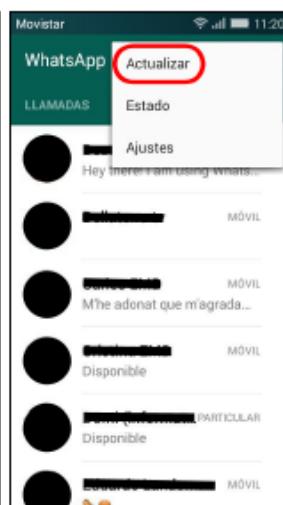 Movistar 11:20
WhatsApp
Actualizar
LLAMADAS
Estado
Ajustes
Hey there! I am using Whats...
MÓVIL
MÓVIL
M'he adonat que m'agrada...
MÓVIL
Disponible
PARTICULAR
Disponible
MÓVIL